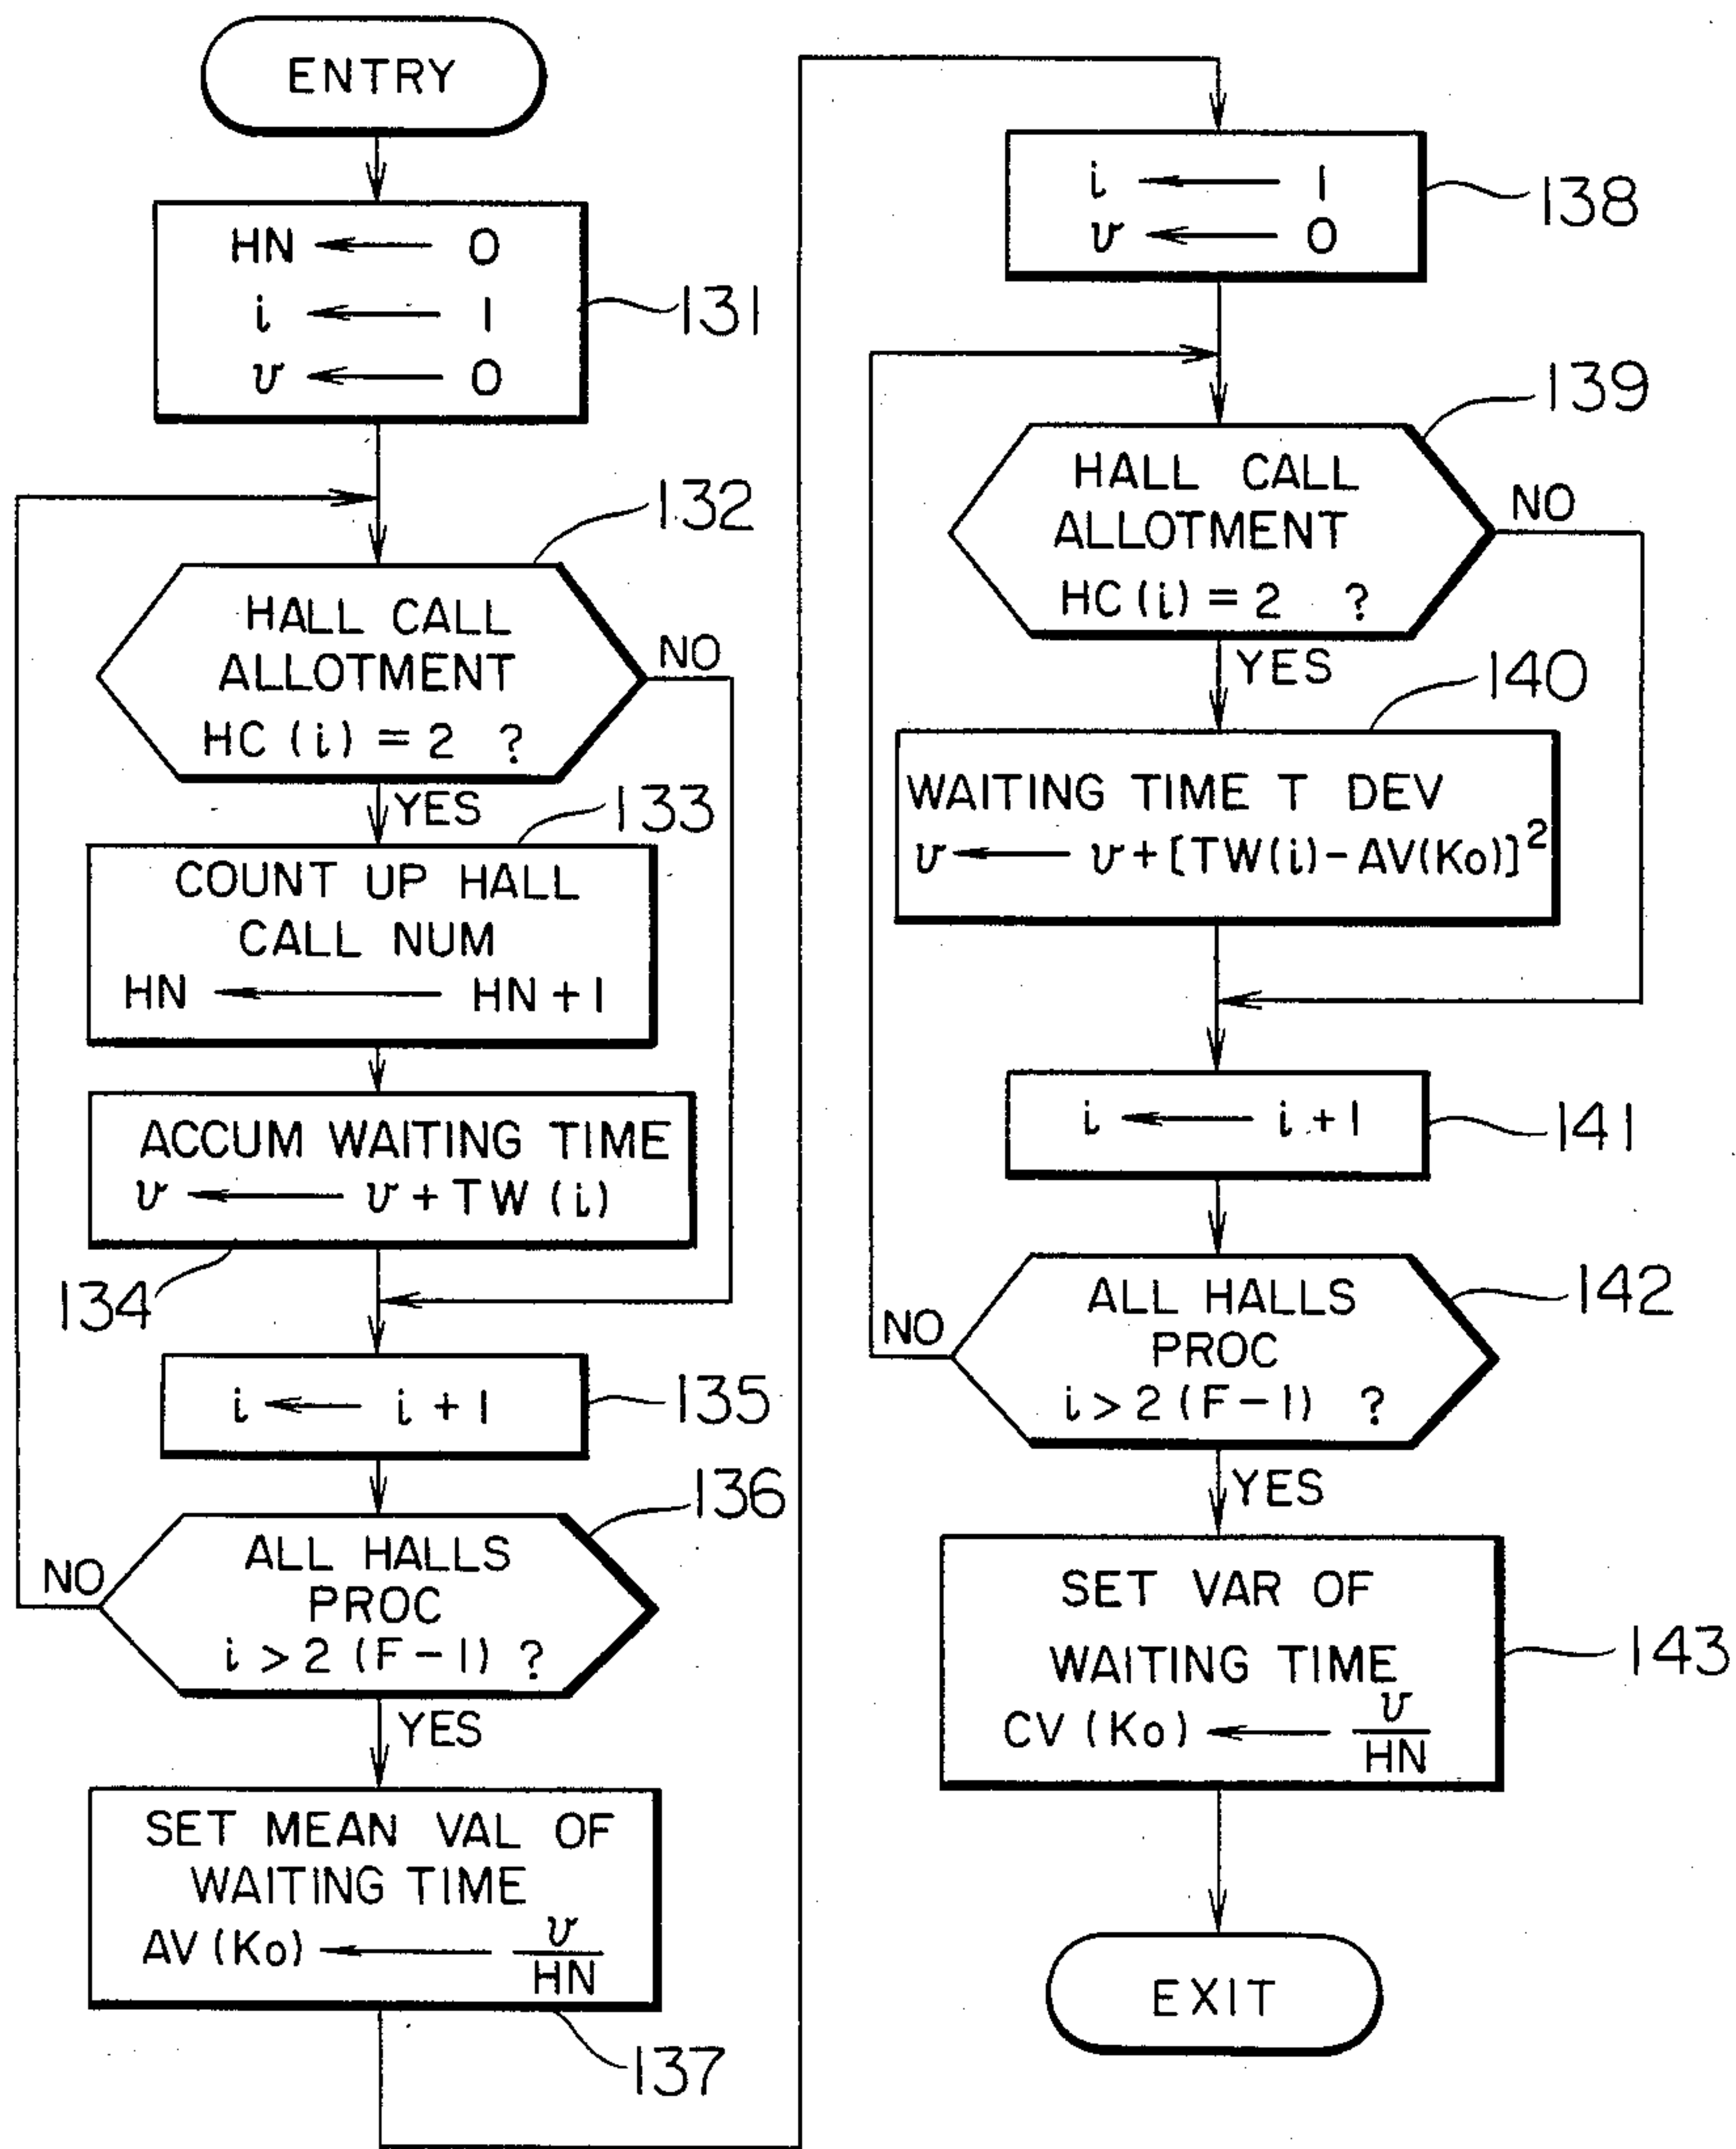 ENTRY
HN ← 0
i ← 1
v ← 0
131
132
HALL CALL
ALLOTMENT
HC (i) = 2 ?
NO
YES
133
COUNT UP HALL
CALL NUM
HN ← HN + 1
ACCUM WAITING TIME
v ← v + TW (i)
134
i ← i + 1
135
136
ALL HALLS
PROC
i > 2 (F - 1) ?
NO
YES
SET MEAN VAL OF
WAITING TIME
AV (Ko) ← v/HN
137
i ← 1
v ← 0
138
139
HALL CALL
ALLOTMENT
HC (i) = 2 ?
NO
YES
140
WAITING TIME T DEV
v ← v + [TW(i) - AV(Ko)]²
i ← i + 1
141
142
ALL HALLS
PROC
i > 2 (F - 1) ?
NO
YES
SET VAR OF
WAITING TIME
CV (Ko) ← v/HN
143
EXIT